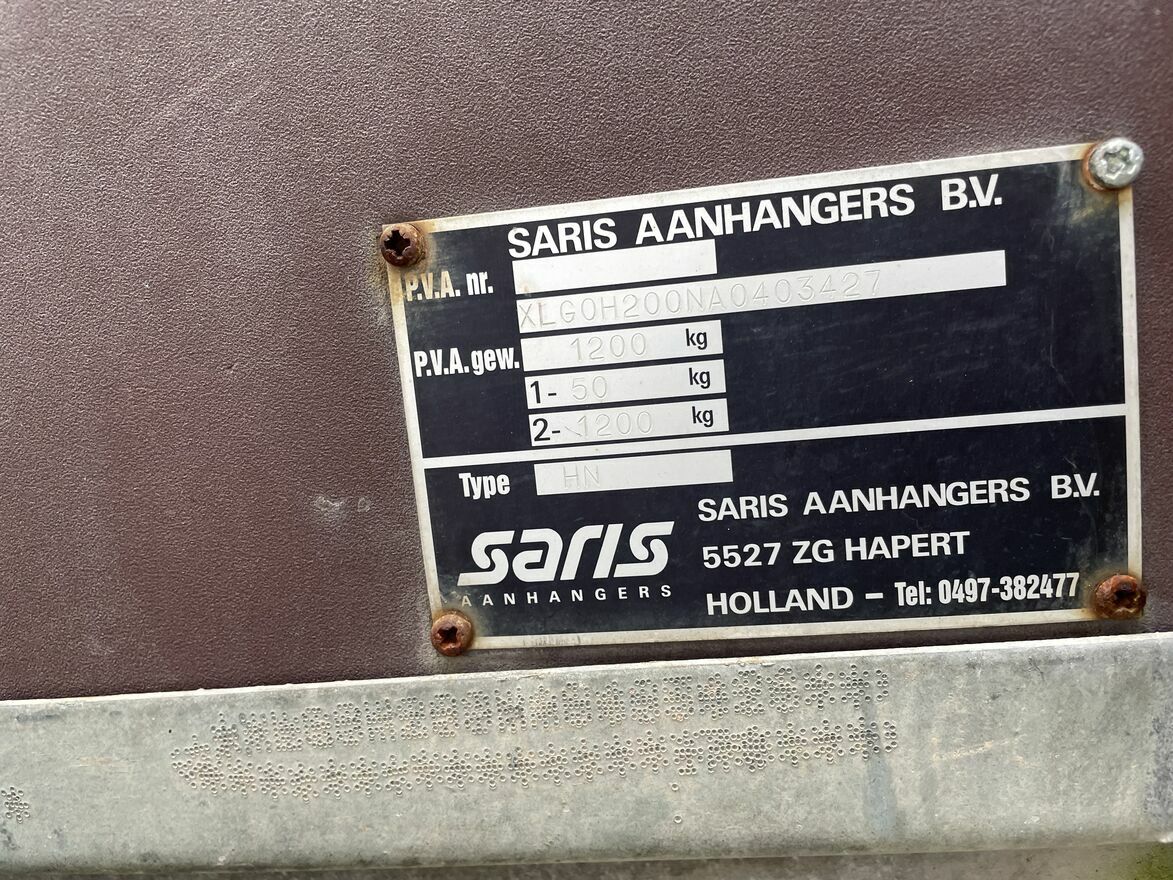 SARIS AANHANGERS B.V.
P.V.A. nr.
XLG0H200NA0403427
P.V.A. gew. 1200 kg
1- 50 kg
2- 1200 kg
Type HN
saris
AANHANGERS
SARIS AANHANGERS B.V.
5527 ZG HAPERT
HOLLAND – Tel: 0497-382477